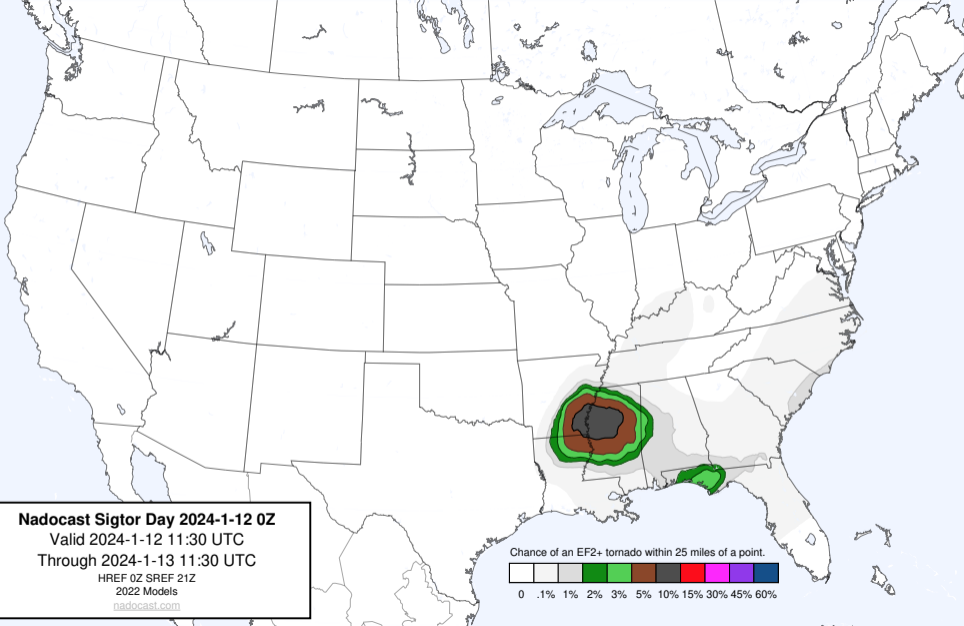 Nadocast Sigtor Day 2024-1-12 0Z
Valid 2024-1-12 11:30 UTC
Through 2024-1-13 11:30 UTC
HREF 0Z SREF 21Z
2022 Models
nadocast.com
Chance of an EF2+ tornado within 25 miles of a point.
0 .1% 1% 2% 3% 5% 10% 15% 30% 45% 60%